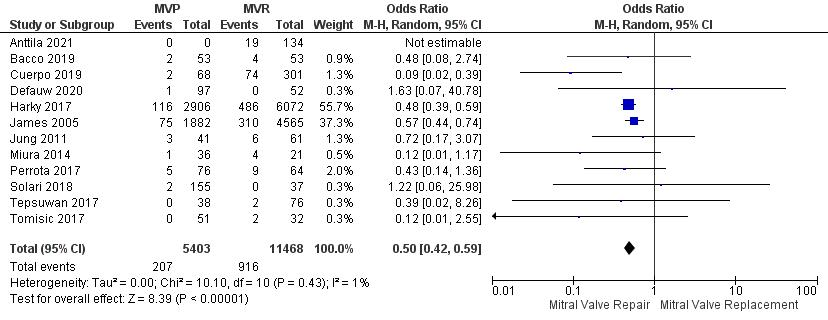 MVP MVR Odds Ratio Odds Ratio
Study or Subgroup Events Total Events Total Weight M-H, Random, 95% CI M-H, Random, 95% CI
Anttila 2021 0 0 19 134 Not estimable
Bacco 2019 2 53 4 53 0.9% 0.48 [0.08, 2.74]
Cuerpo 2019 2 68 74 301 1.3% 0.09 [0.02, 0.39]
Defauw 2020 1 97 0 52 0.3% 1.63 [0.07, 40.78]
Harky 2017 116 2906 486 6072 55.7% 0.48 [0.39, 0.59]
James 2005 75 1882 310 4565 37.3% 0.57 [0.44, 0.74]
Jung 2011 3 41 6 61 1.3% 0.72 [0.17, 3.07]
Miura 2014 1 36 4 21 0.5% 0.12 [0.01, 1.17]
Perrota 2017 5 76 9 64 2.0% 0.43 [0.14, 1.36]
Solari 2018 2 155 0 37 0.3% 1.22 [0.06, 25.98]
Tepsuwan 2017 0 38 2 76 0.3% 0.39 [0.02, 8.26]
Tomisic 2017 0 51 2 32 0.3% 0.12 [0.01, 2.55]
Total (95% CI) 5403 11468 100.0% 0.50 [0.42, 0.59]
Total events 207 916
Heterogeneity: Tau² = 0.00; Chi² = 10.10, df = 10 (P = 0.43); I² = 1%
Test for overall effect: Z = 8.39 (P < 0.00001)
0.01 0.1 1 10 100
Mitral Valve Repair Mitral Valve Replacement